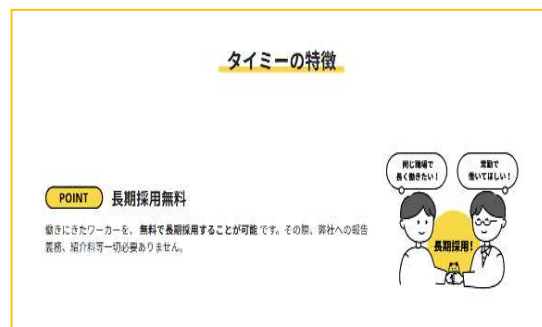 タイミーの特徴
同じ職場で
長く働きたい！
常勤で
働いてほしい！
POINT 長期採用無料
働きにきたワーカーを、無料で長期採用することが可能です。その際、弊社への報告
義務、紹介料等一切必要ありません。
長期採用！